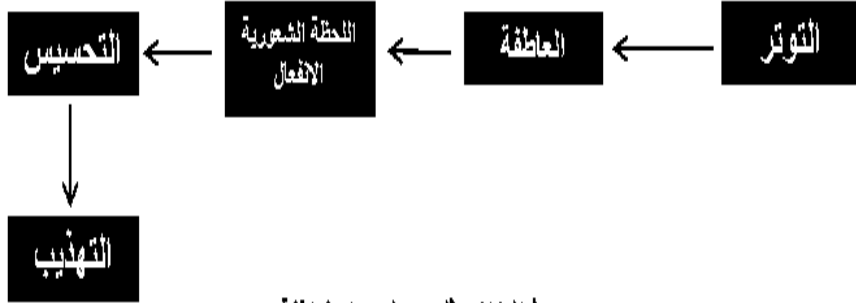 التوتر
العاطفة
اللحظة الشعورية
الانفعال
التحسيس
التهذيب